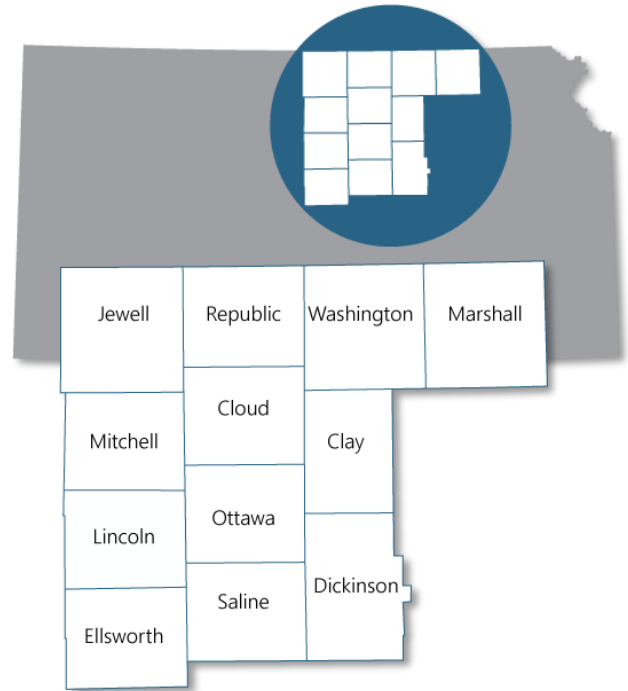 Jewell
Republic
Washington
Marshall
Cloud
Mitchell
Clay
Ottawa
Lincoln
Dickinson
Saline
Ellsworth